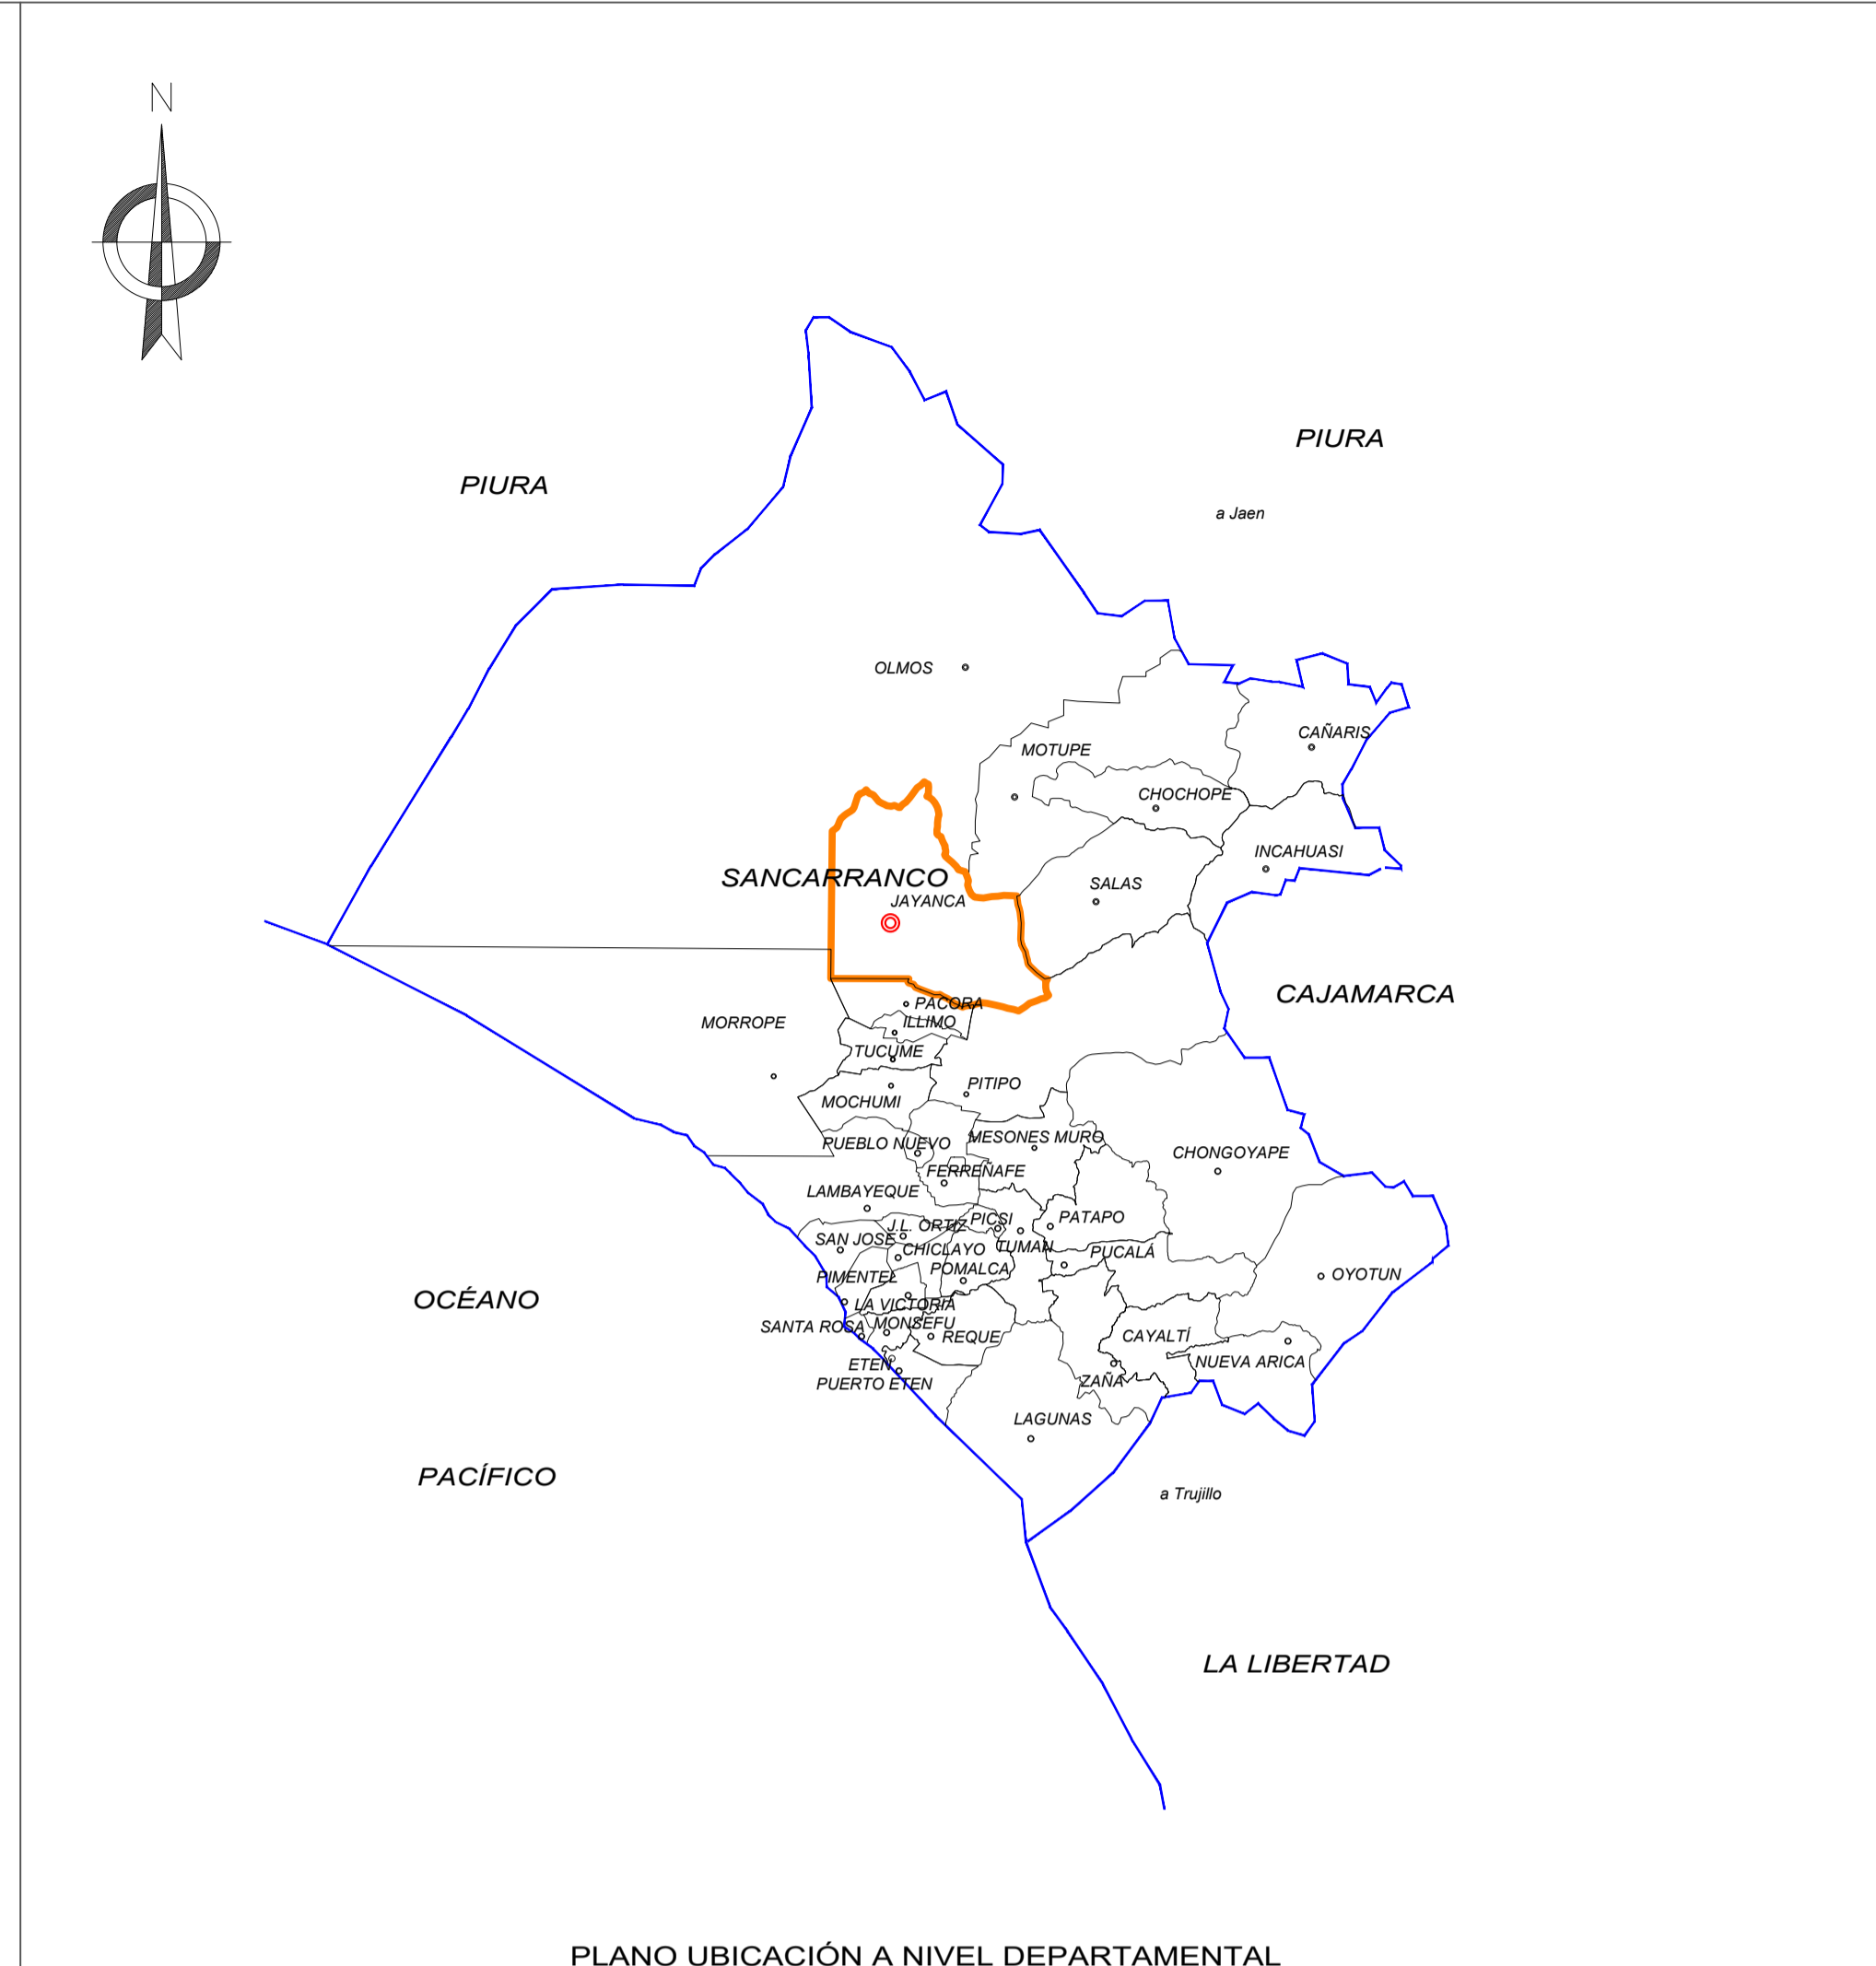 N
PIURA
PIURA
a Jaen
OLMOS
CAÑARIS
MOTUPE
CHOCHOPE
INCAHUASI
SANCARRANCO
SALAS
JAYANCA
CAJAMARCA
PACORA
MORROPE
ILLIMO
TUCUME
PITIPO
MOCHUMI
MESONES MURO
PUEBLO NUEVO
CHONGOYAPE
FERREÑAFE
LAMBAYEQUE
PICSI
PATAPO
J.L. ORTIZ
SAN JOSE
TUMAN
CHICLAYO
PUCALÁ
POMALCA
OYOTUN
PIMENTEL
OCÉANO
LA VICTORIA
MONSEFU
SANTA ROSA
REQUE
CAYALTÍ
NUEVA ARICA
ETEN
ZAÑA
PUERTO ETEN
LAGUNAS
PACÍFICO
a Trujillo
LA LIBERTAD
PLANO UBICACIÓN A NIVEL DEPARTAMENTAL